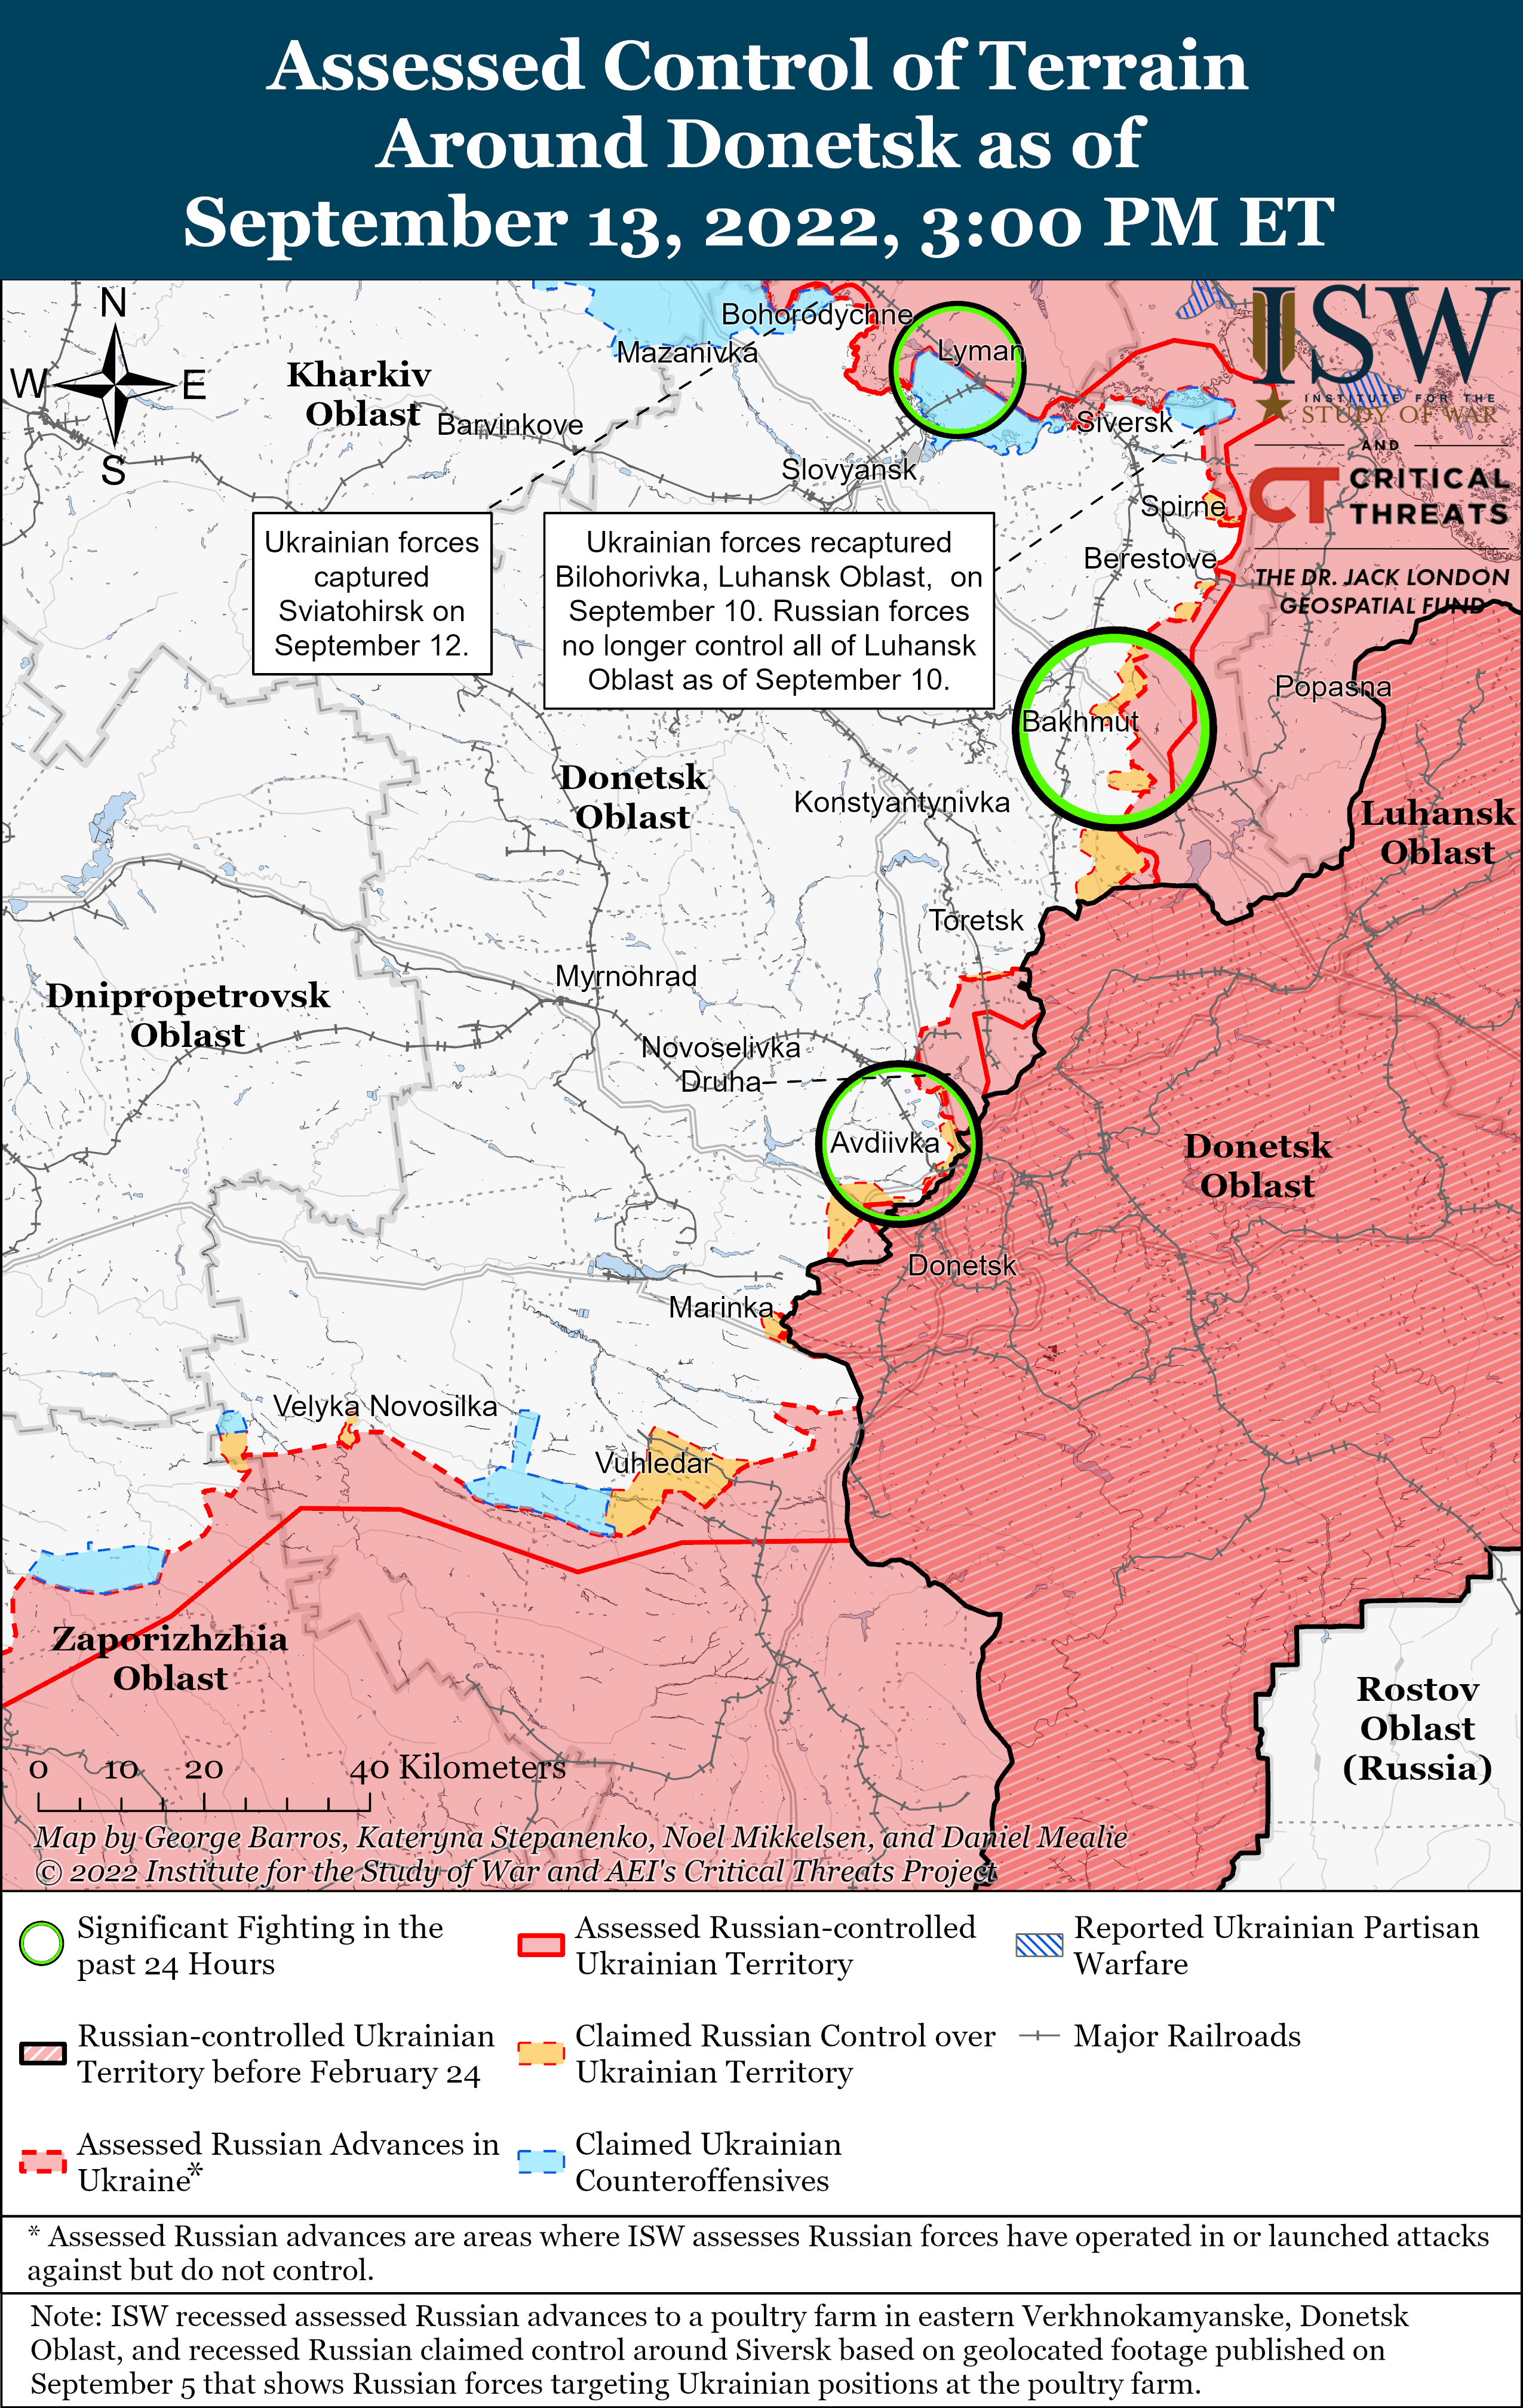 Assessed Control of Terrain
Around Donetsk as of
September 13, 2022, 3:00 PM ET
N
W
E
S
Kharkiv
Oblast
Barvinkove
Bohorodychne
Mazanivka
Lyman
Siversk
Slovyansk
Spirne
Berestove
ISW
INSTITUTE FOR THE
STUDY OF WAR
AND
CT CRITICAL
THREATS
THE DR. JACK LONDON
GEOSPATIAL FUND
Ukrainian forces
captured
Sviatohirsk on
September 12.
Ukrainian forces recaptured
Bilohorivka, Luhansk Oblast, on
September 10. Russian forces
no longer control all of Luhansk
Oblast as of September 10.
Popasna
Bakhmut
Donetsk
Oblast
Konstyantynivka
Luhansk
Oblast
Toretsk
Myrnohrad
Dnipropetrovsk
Oblast
Novoselivka
Druha
Avdiivka
Donetsk
Oblast
Donetsk
Marinka
Velyka Novosilka
Vuhledar
Zaporizhzhia
Oblast
Rostov
Oblast
(Russia)
0 10 20 40 Kilometers
Map by George Barros, Kateryna Stepanenko, Noel Mikkelsen, and Daniel Mealie
© 2022 Institute for the Study of War and AEI's Critical Threats Project
Significant Fighting in the
past 24 Hours
Russian-controlled Ukrainian
Territory before February 24
Assessed Russian Advances in
Ukraine*
Assessed Russian-controlled
Ukrainian Territory
Claimed Russian Control over
Ukrainian Territory
Claimed Ukrainian
Counteroffensives
Reported Ukrainian Partisan
Warfare
Major Railroads
* Assessed Russian advances are areas where ISW assesses Russian forces have operated in or launched attacks
against but do not control.
Note: ISW recessed assessed Russian advances to a poultry farm in eastern Verkhnokamyanske, Donetsk
Oblast, and recessed Russian claimed control around Siversk based on geolocated footage published on
September 5 that shows Russian forces targeting Ukrainian positions at the poultry farm.